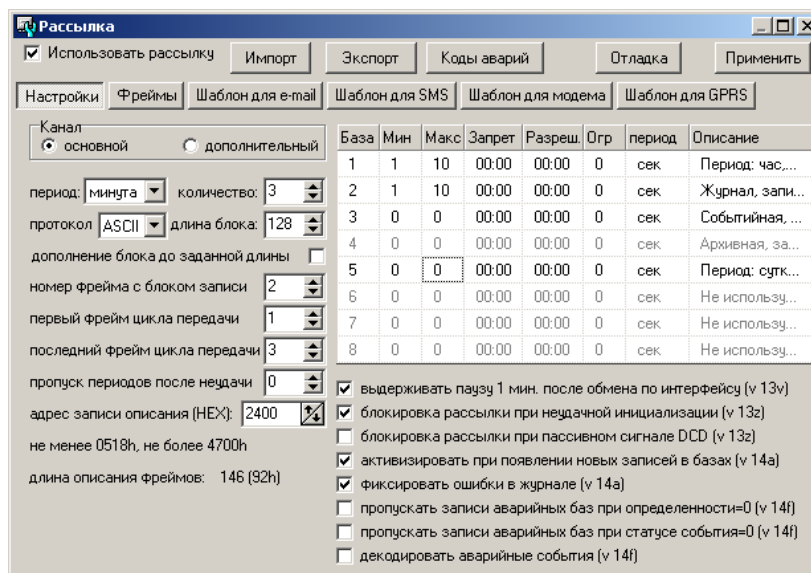 Рассылка
Использовать рассылку Импорт Экспорт Коды аварий Отладка Применить
Настройки Фреймы Шаблон для e-mail Шаблон для SMS Шаблон для модема Шаблон для GPRS
Канал
основной дополнительный
период: минута количество: 3
протокол ASCII длина блока: 128
дополнение блока до заданной длины
номер фрейма с блоком записи 2
первый фрейм цикла передачи 1
последний фрейм цикла передачи 3
пропуск периодов после неудачи 0
адрес записи описания (HEX): 2400
не менее 0518h, не более 4700h
длина описания фреймов: 146 (92h)
База Мин Макс Запрет Разреш. Огр период Описание
1 1 10 00:00 00:00 0 сек Период: час,...
2 1 10 00:00 00:00 0 сек Журнал, запи...
3 0 0 00:00 00:00 0 сек Событийная, ...
4 0 0 00:00 00:00 0 сек Архивная, за...
5 0 0 00:00 00:00 0 сек Период: сутк...
6 0 0 00:00 00:00 0 сек Не использу...
7 0 0 00:00 00:00 0 сек Не использу...
8 0 0 00:00 00:00 0 сек Не использу...
выдерживать паузу 1 мин. после обмена по интерфейсу (v 13v)
блокировка рассылки при неудачной инициализации (v 13z)
блокировка рассылки при пассивном сигнале DCD (v 13z)
активизировать при появлении новых записей в базах (v 14a)
фиксировать ошибки в журнале (v 14a)
пропускать записи аварийных баз при определенности=0 (v 14f)
пропускать записи аварийных баз при статусе события=0 (v 14f)
декодировать аварийные события (v 14f)